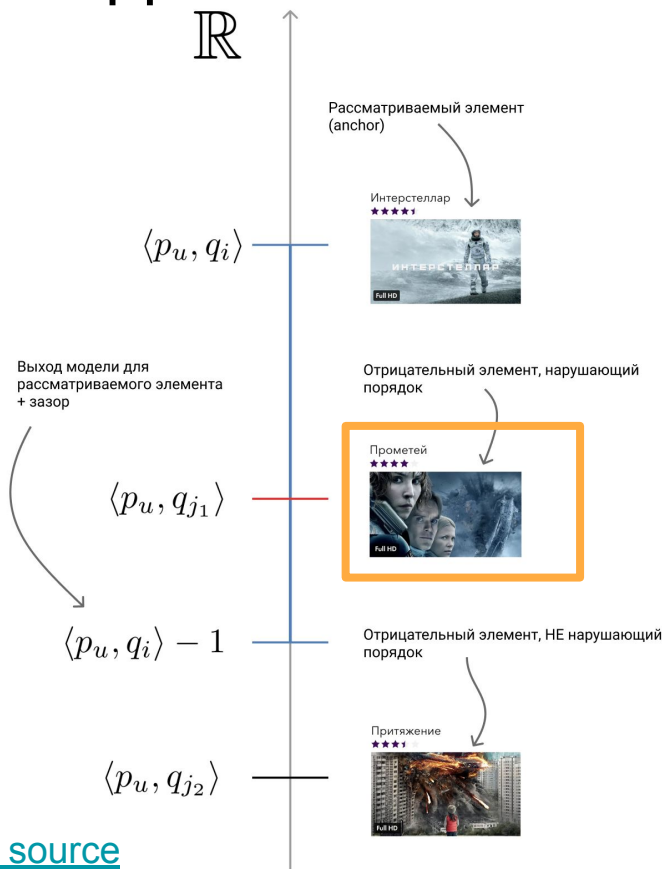 ℝ
Рассматриваемый элемент
(anchor)
Интерстеллар
⟨p_u, q_i⟩
ИНТЕРСТЕЛЛАР
Full HD
Выход модели для
рассматриваемого элемента
+ зазор
Отрицательный элемент, нарушающий
порядок
Прометей
⟨p_u, q_{j_1}⟩
Full HD
⟨p_u, q_i⟩ − 1
Отрицательный элемент, НЕ нарушающий
порядок
Притяжение
⟨p_u, q_{j_2}⟩
Full HD
source